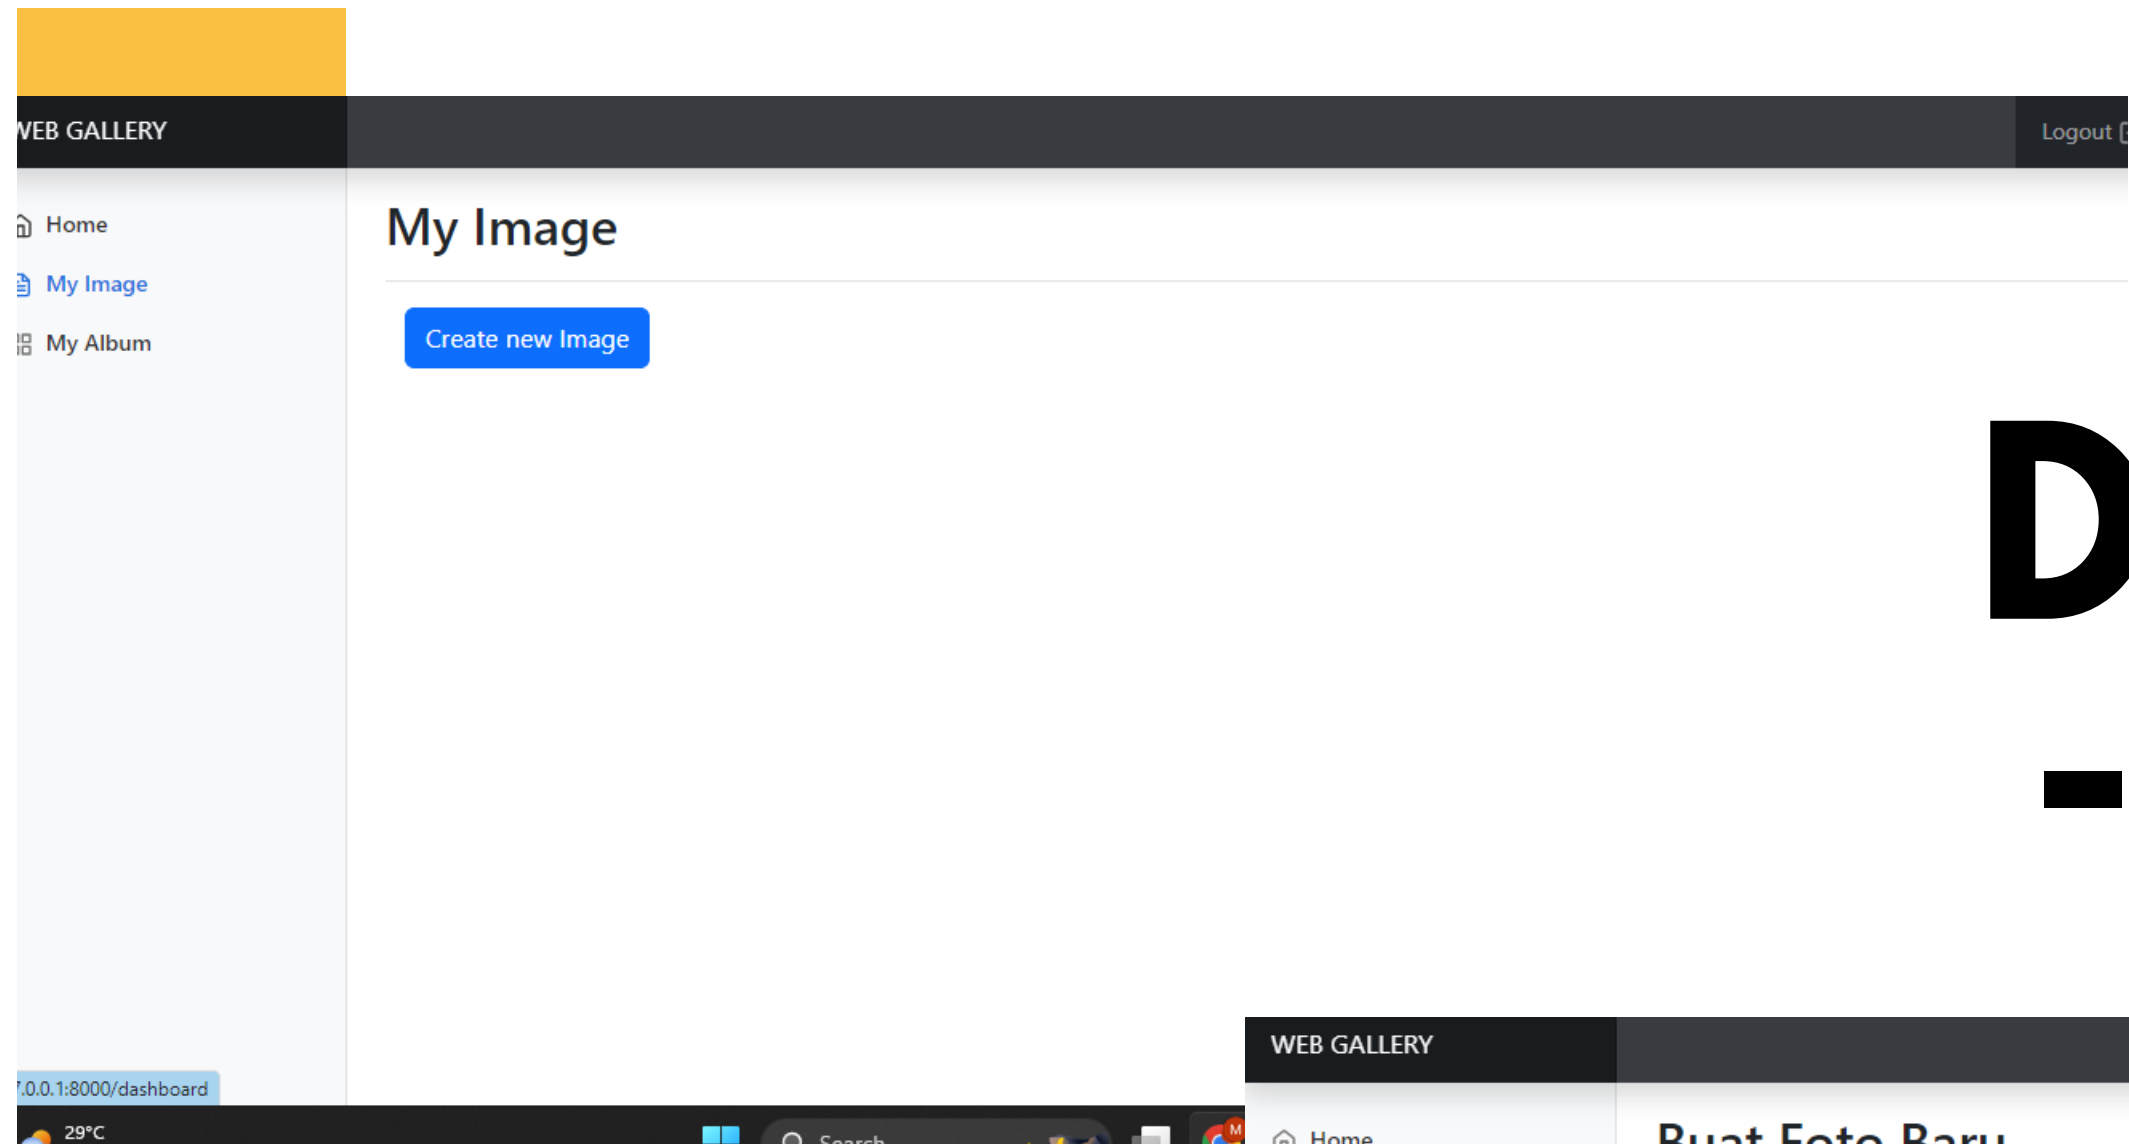 WEB GALLERY
Logout
Home
My Image
My Album
My Image
Create new Image
D
-
.0.0.1:8000/dashboard
29°C
Search
M
WEB GALLERY
Home
Buat Foto Baru